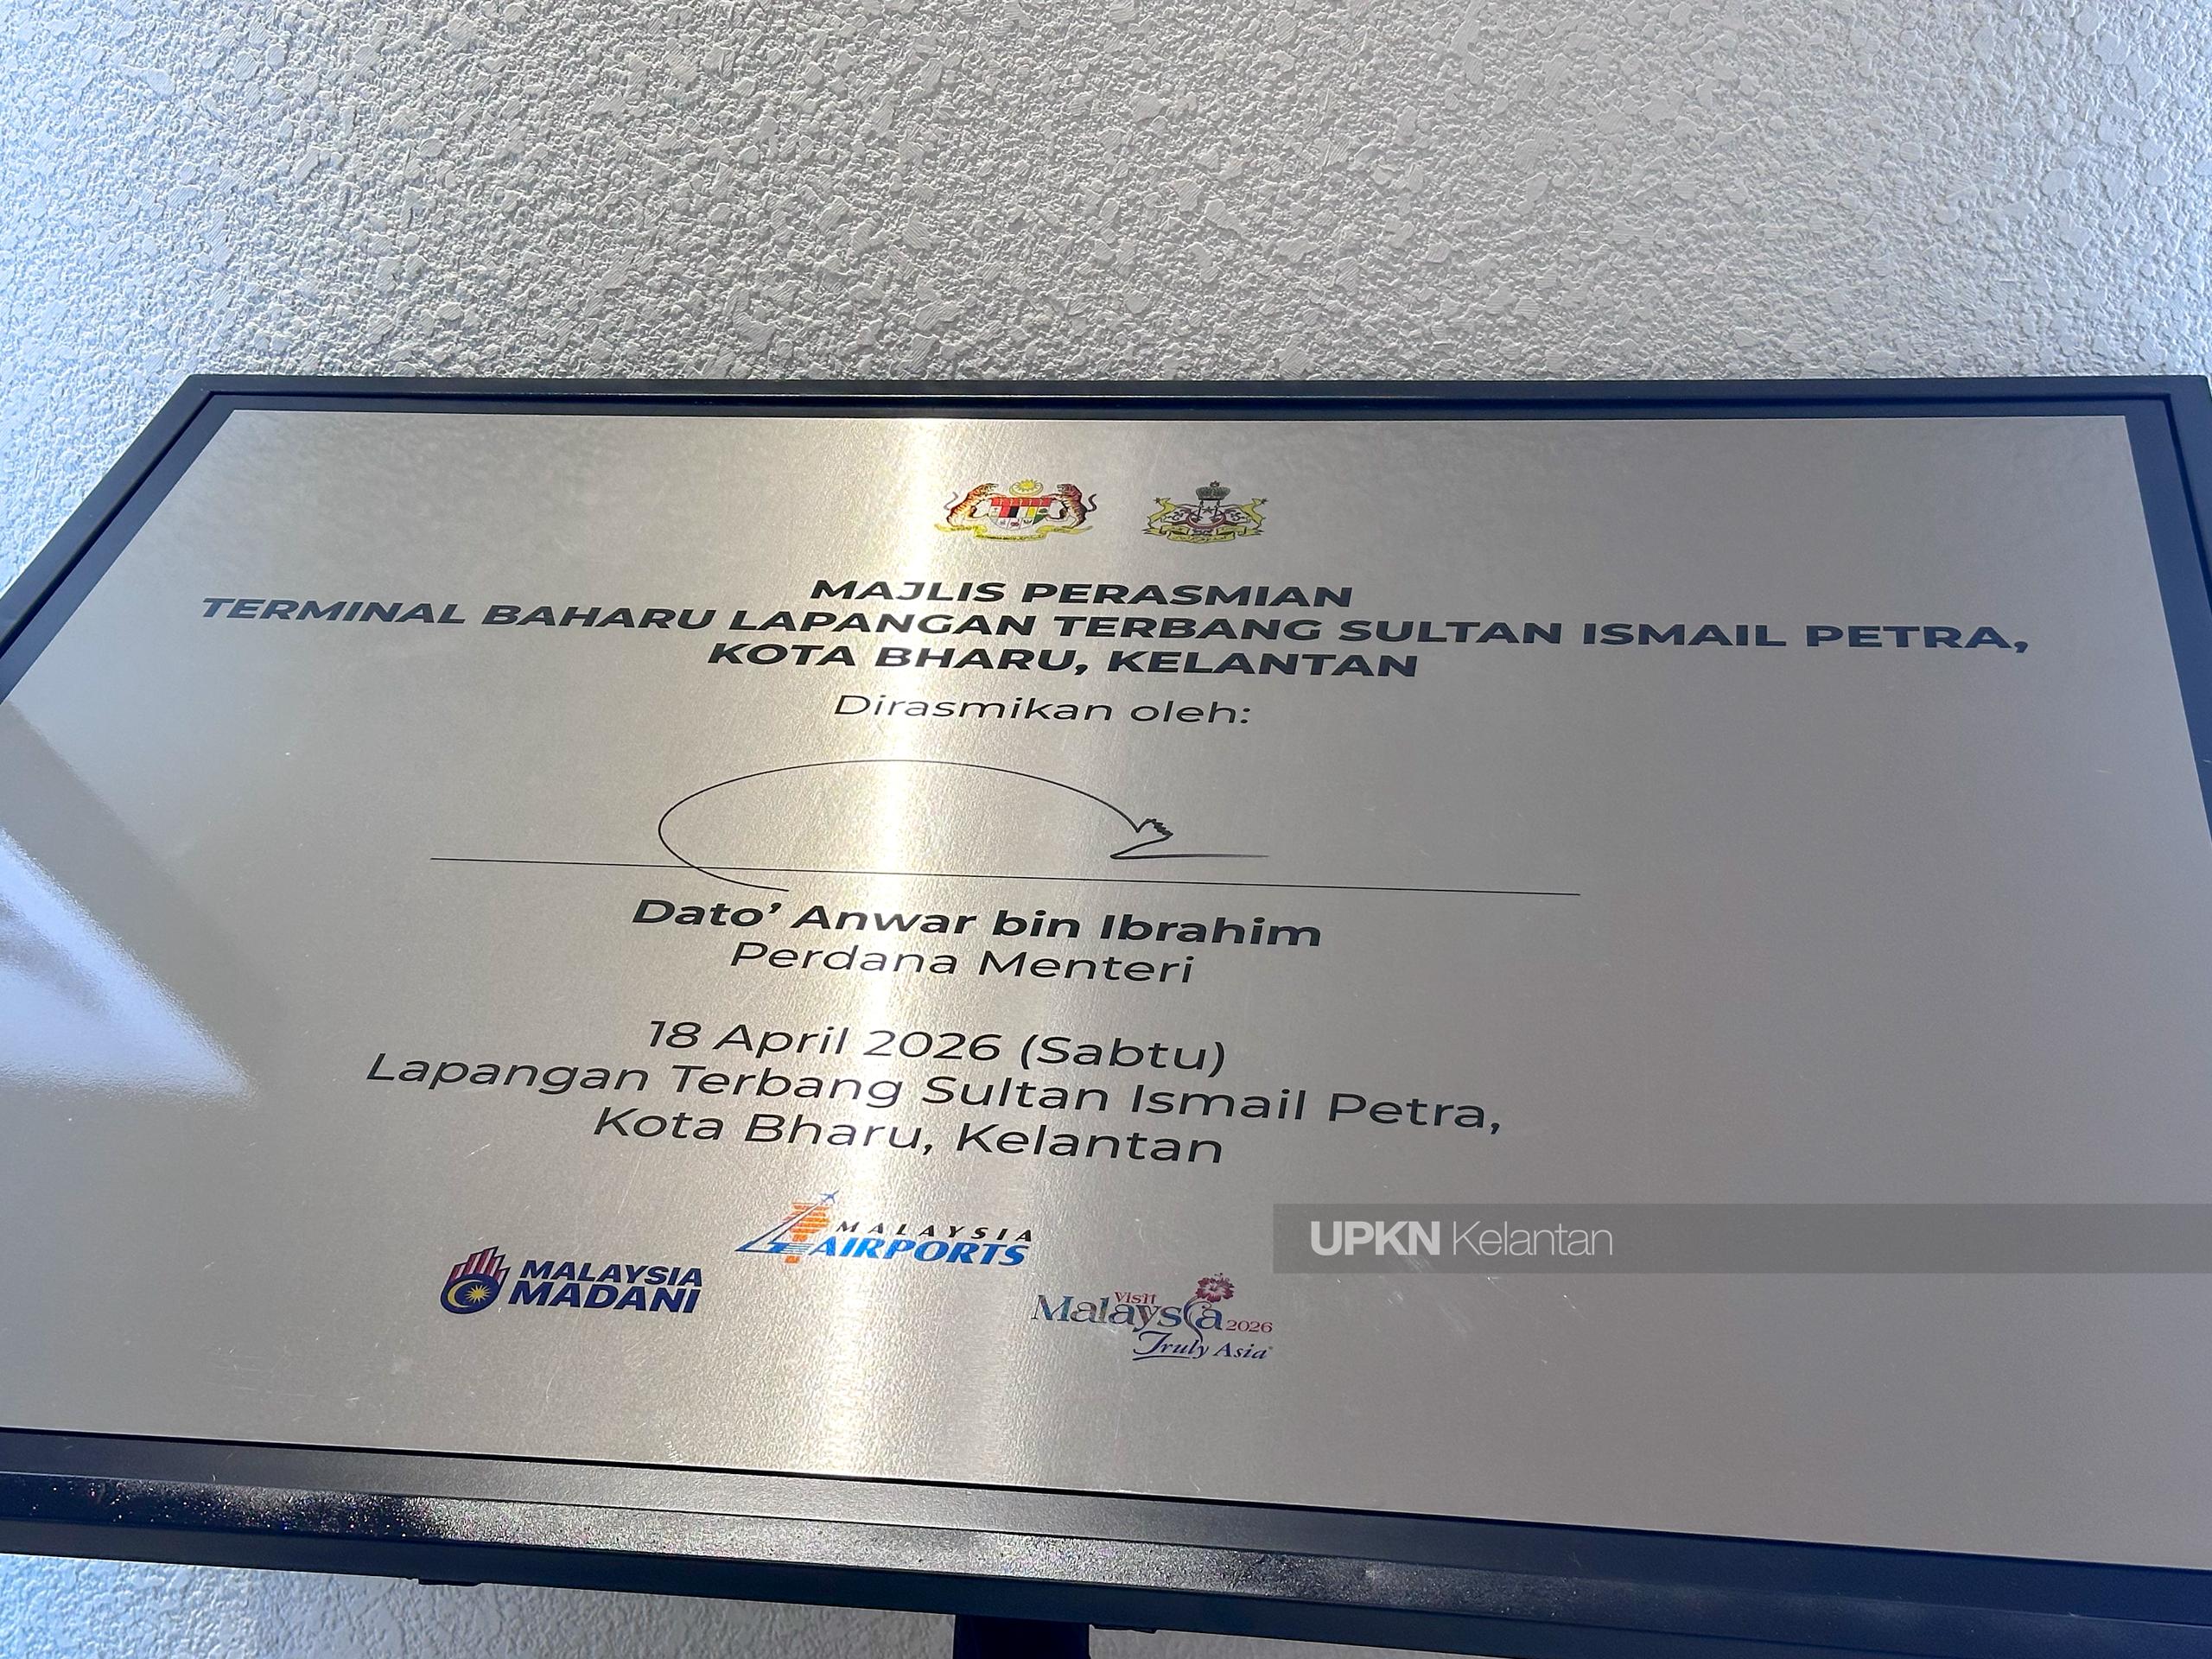 MAJLIS PERASMIAN
TERMINAL BAHARU LAPANGAN TERBANG SULTAN ISMAIL PETRA,
KOTA BHARU, KELANTAN
Dirasmikan oleh:
Dato’ Anwar bin Ibrahim
Perdana Menteri
18 April 2026 (Sabtu)
Lapangan Terbang Sultan Ismail Petra,
Kota Bharu, Kelantan
MALAYSIA
AIRPORTS
MALAYSIA
MADANI
Visit
Malaysia 2026
Truly Asia
UPKN Kelantan